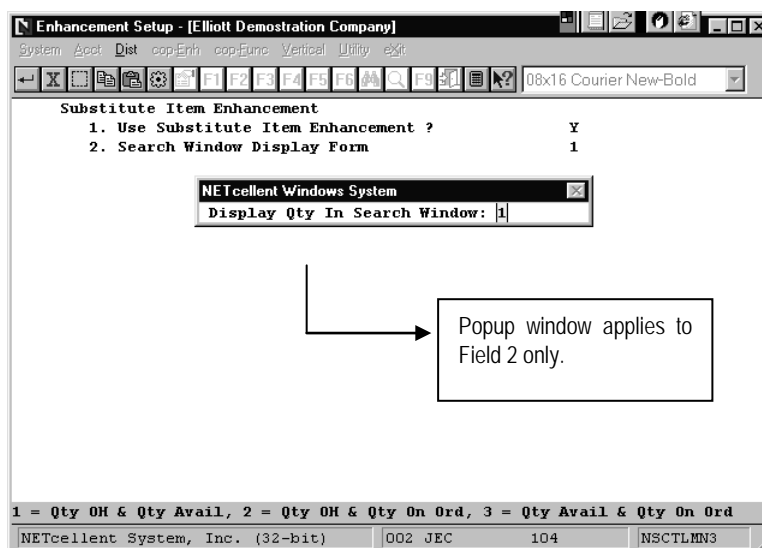 Enhancement Setup - [Elliott Demostration Company]
System Acct Dist cop-Enh cop-Func Vertical Utility eXit
X F1 F2 F3 F4 F5 F6 F9 08x16 Courier New-Bold
Substitute Item Enhancement
1. Use Substitute Item Enhancement ? Y
2. Search Window Display Form 1
NETcellent Windows System
Display Qty In Search Window: 1
Popup window applies to
Field 2 only.
1 = Qty OH & Qty Avail, 2 = Qty OH & Qty On Ord, 3 = Qty Avail & Qty On Ord
NETcellent System, Inc. (32-bit) 002 JEC 104 NSCTLMN3